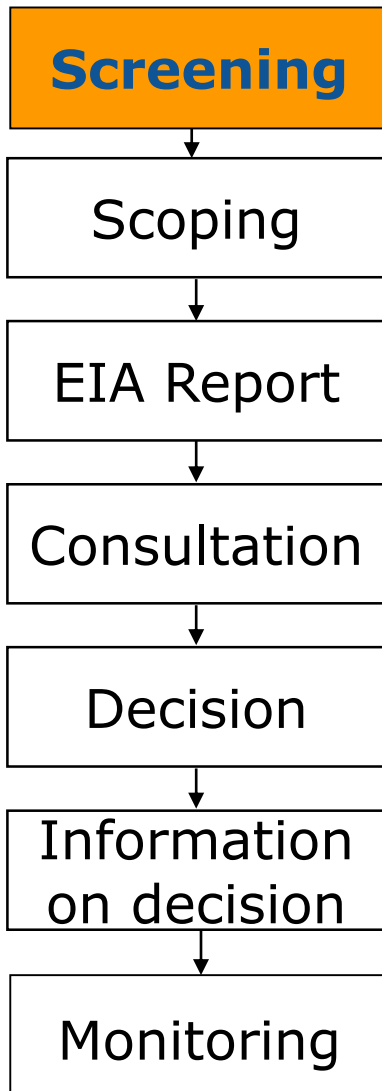 Screening
Scoping
EIA Report
Consultation
Decision
Information
on decision
Monitoring